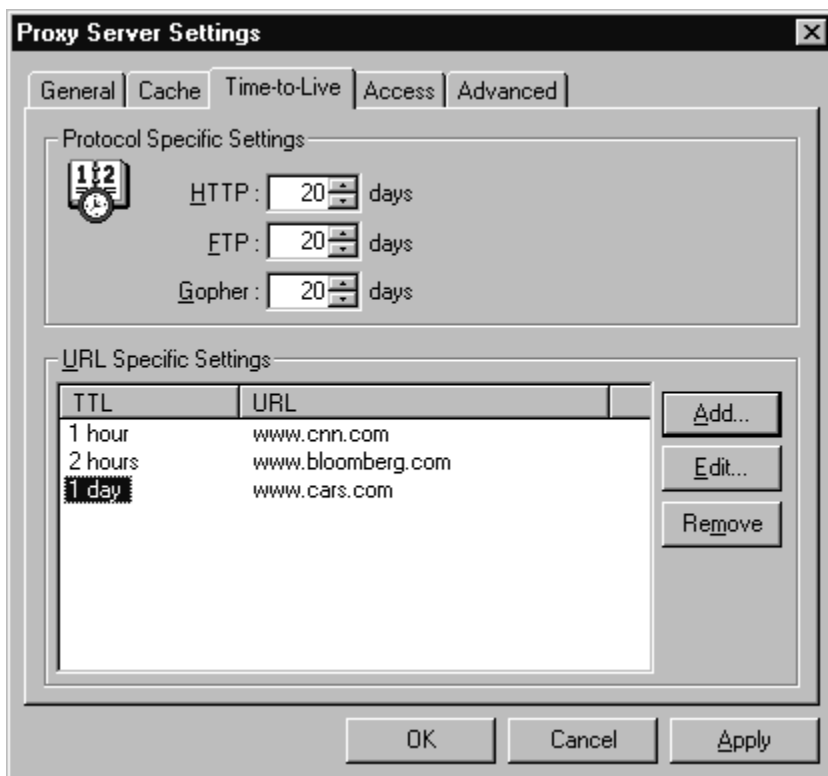 Proxy Server Settings
General Cache Time-to-Live Access Advanced
Protocol Specific Settings
HTTP : 20 days
FTP : 20 days
Gopher : 20 days
URL Specific Settings
TTL URL
1 hour www.cnn.com
2 hours www.bloomberg.com
1 day www.cars.com
Add...
Edit...
Remove
OK Cancel Apply